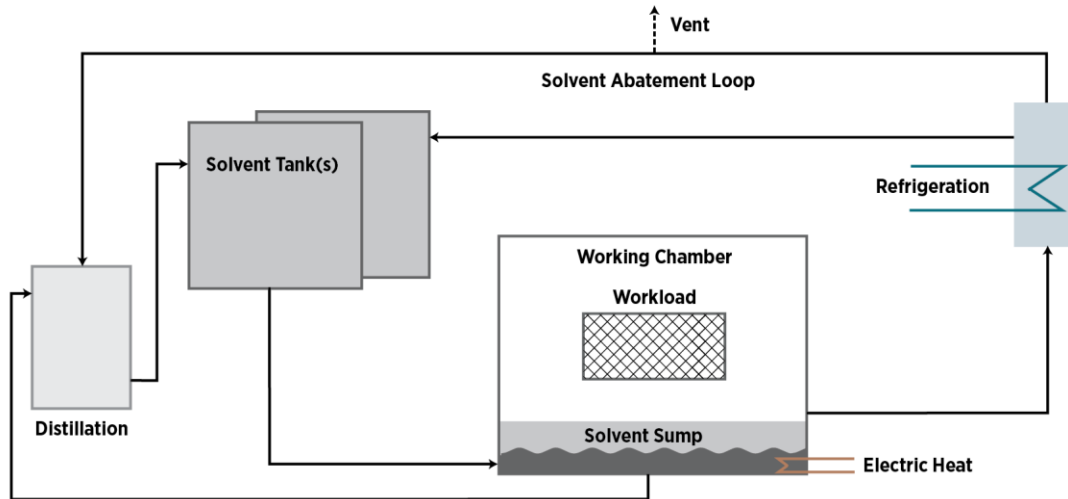 Vent
Solvent Abatement Loop
Solvent Tank(s)
Refrigeration
Working Chamber
Workload
Distillation
Solvent Sump
Electric Heat